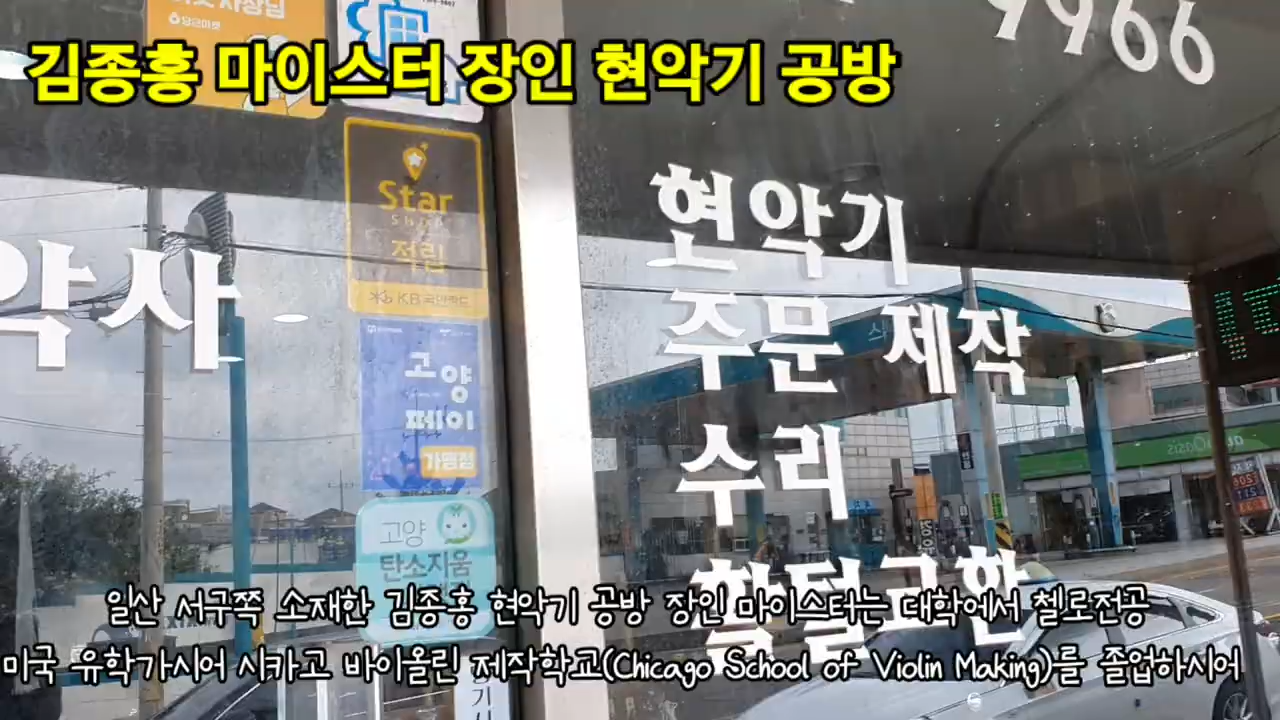 김종홍 마이스터 장인 현악기 공방
9966
Star
SHOP
적립
KB 국민카드
고양
페이
가맹점
고양
탄소지움
악사
현악기
주문 제작
수리
활털교환
일산 서구쪽 소재한 김종홍 현악기 공방 장인 마이스터는 대학에서 첼로전공
미국 유학가시어 시카고 바이올린 제작학교(Chicago School of Violin Making)를 졸업하시어